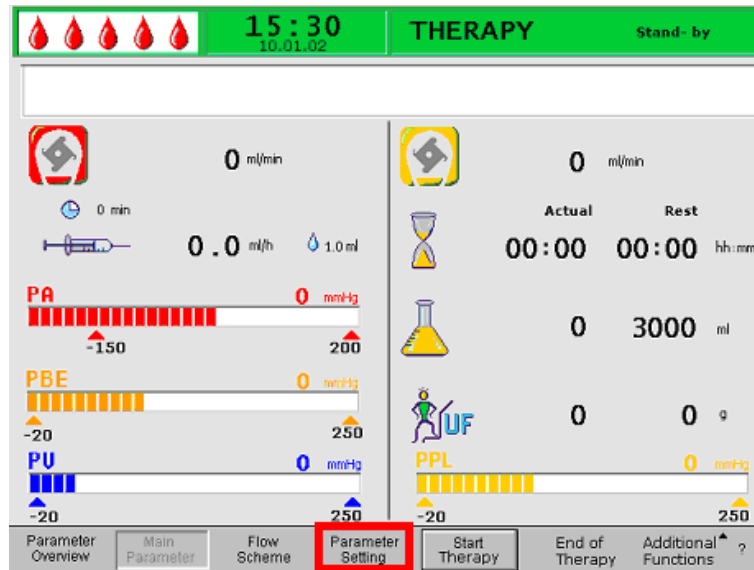 15:30 THERAPY Stand- by
10.01.02
0 ml/min
0 ml/min
0 min
Actual Rest
0.0 ml/h 1.0 ml
00:00 00:00 hh:mm
PA 0 mmHg
-150 200
0 3000 ml
PBE 0 mmHg
-20 250
UF 0 0 g
PV 0 mmHg
PPL 0 mmHg
-20 250
-20 250
Parameter Overview
Main Parameter
Flow Scheme
Parameter Setting
Start Therapy
End of Therapy
Additional Functions
?